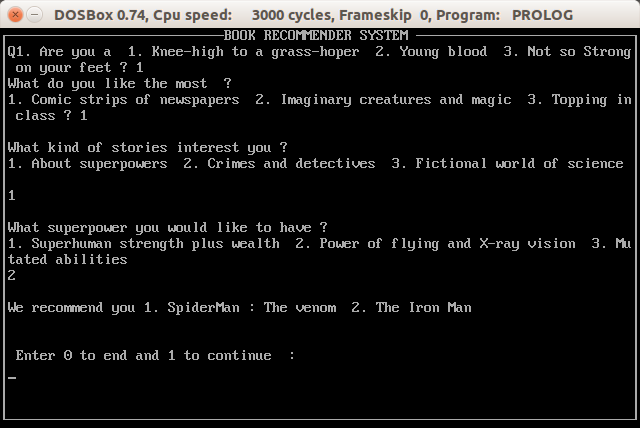 DOSBox 0.74, Cpu speed: 3000 cycles, Frameskip 0, Program: PROLOG
BOOK RECOMMENDER SYSTEM
Q1. Are you a 1. Knee-high to a grass-hoper 2. Young blood 3. Not so Strong
on your feet ? 1
What do you like the most ?
1. Comic strips of newspapers 2. Imaginary creatures and magic 3. Topping in
class ? 1
What kind of stories interest you ?
1. About superpowers 2. Crimes and detectives 3. Fictional world of science
1
What superpower you would like to have ?
1. Superhuman strength plus wealth 2. Power of flying and X-ray vision 3. Mu
tated abilities
2
We recommend you 1. SpiderMan : The venom 2. The Iron Man
Enter 0 to end and 1 to continue :